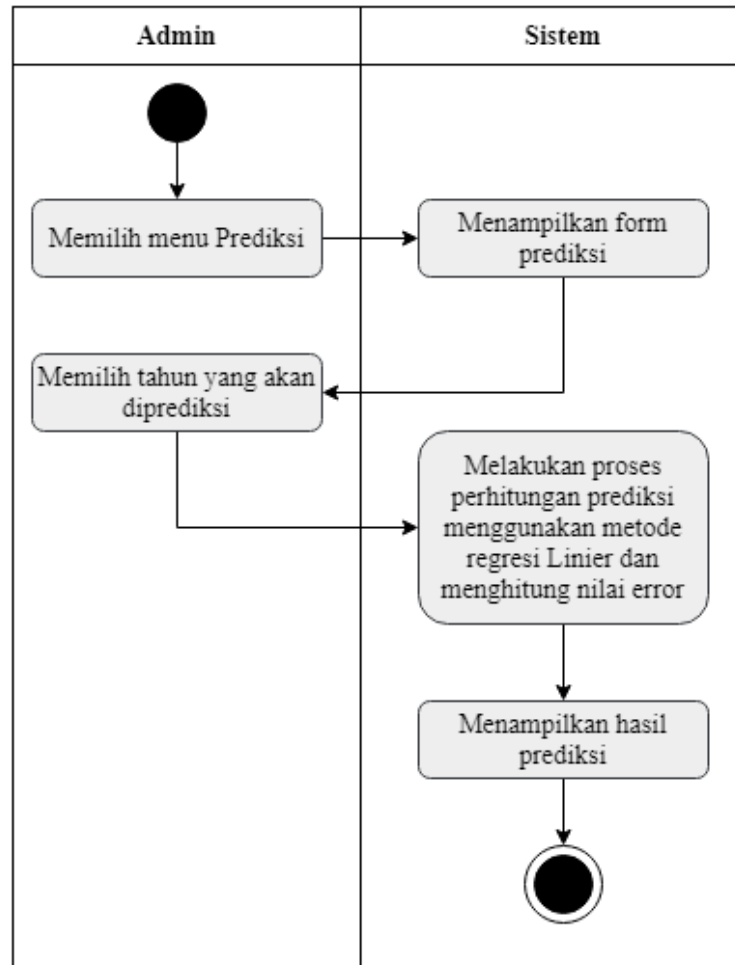 Admin
Sistem
Memilih menu Prediksi
Menampilkan form
prediksi
Memilih tahun yang akan
diprediksi
Melakukan proses
perhitungan prediksi
menggunakan metode
regresi Linier dan
menghitung nilai error
Menampilkan hasil
prediksi